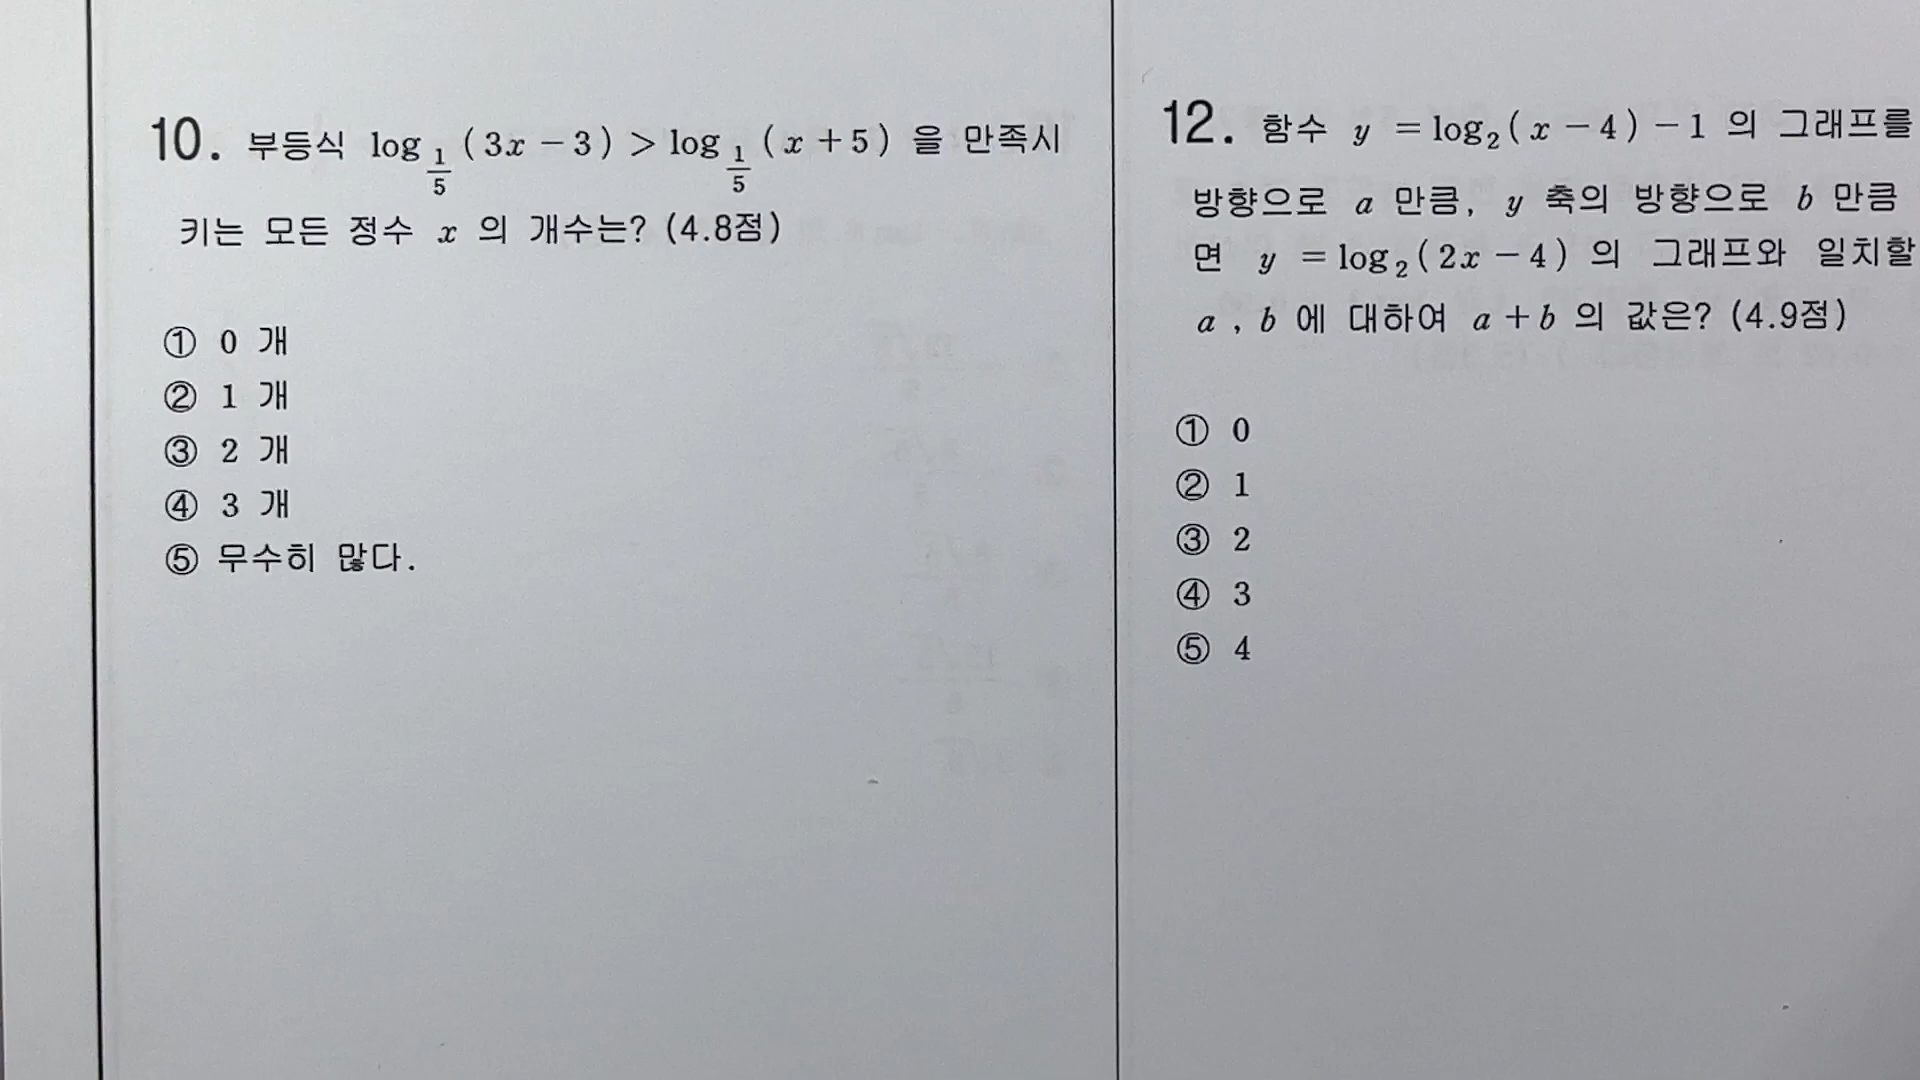 10. 부등식 log_{1/5}(3x－3)＞log_{1/5}(x＋5)을 만족시
키는 모든 정수 x 의 개수는? (4.8점)
① 0 개
② 1 개
③ 2 개
④ 3 개
⑤ 무수히 많다.
12. 함수 y ＝log₂(x－4)－1 의 그래프를
방향으로 a 만큼, y 축의 방향으로 b 만큼
면 y ＝log₂(2x－4) 의 그래프와 일치할
a , b 에 대하여 a＋b 의 값은? (4.9점)
① 0
② 1
③ 2
④ 3
⑤ 4